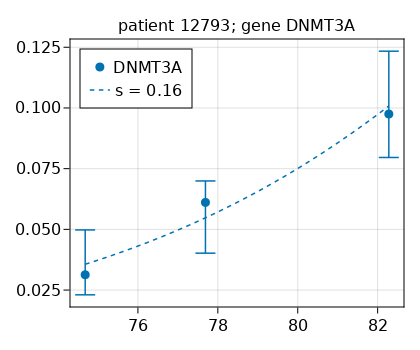 patient 12793; gene DNMT3A
0.125
0.100
0.075
0.050
0.025
DNMT3A
s = 0.16
76 78 80 82